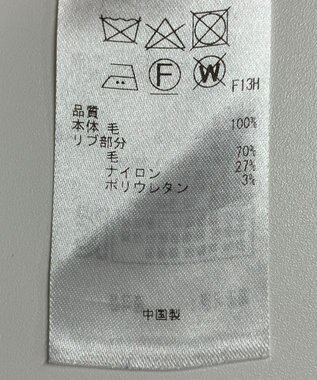 F W F13H
品質
本体 毛 100%
リブ部分
毛 70%
ナイロン 27%
ポリウレタン 3%
中国製